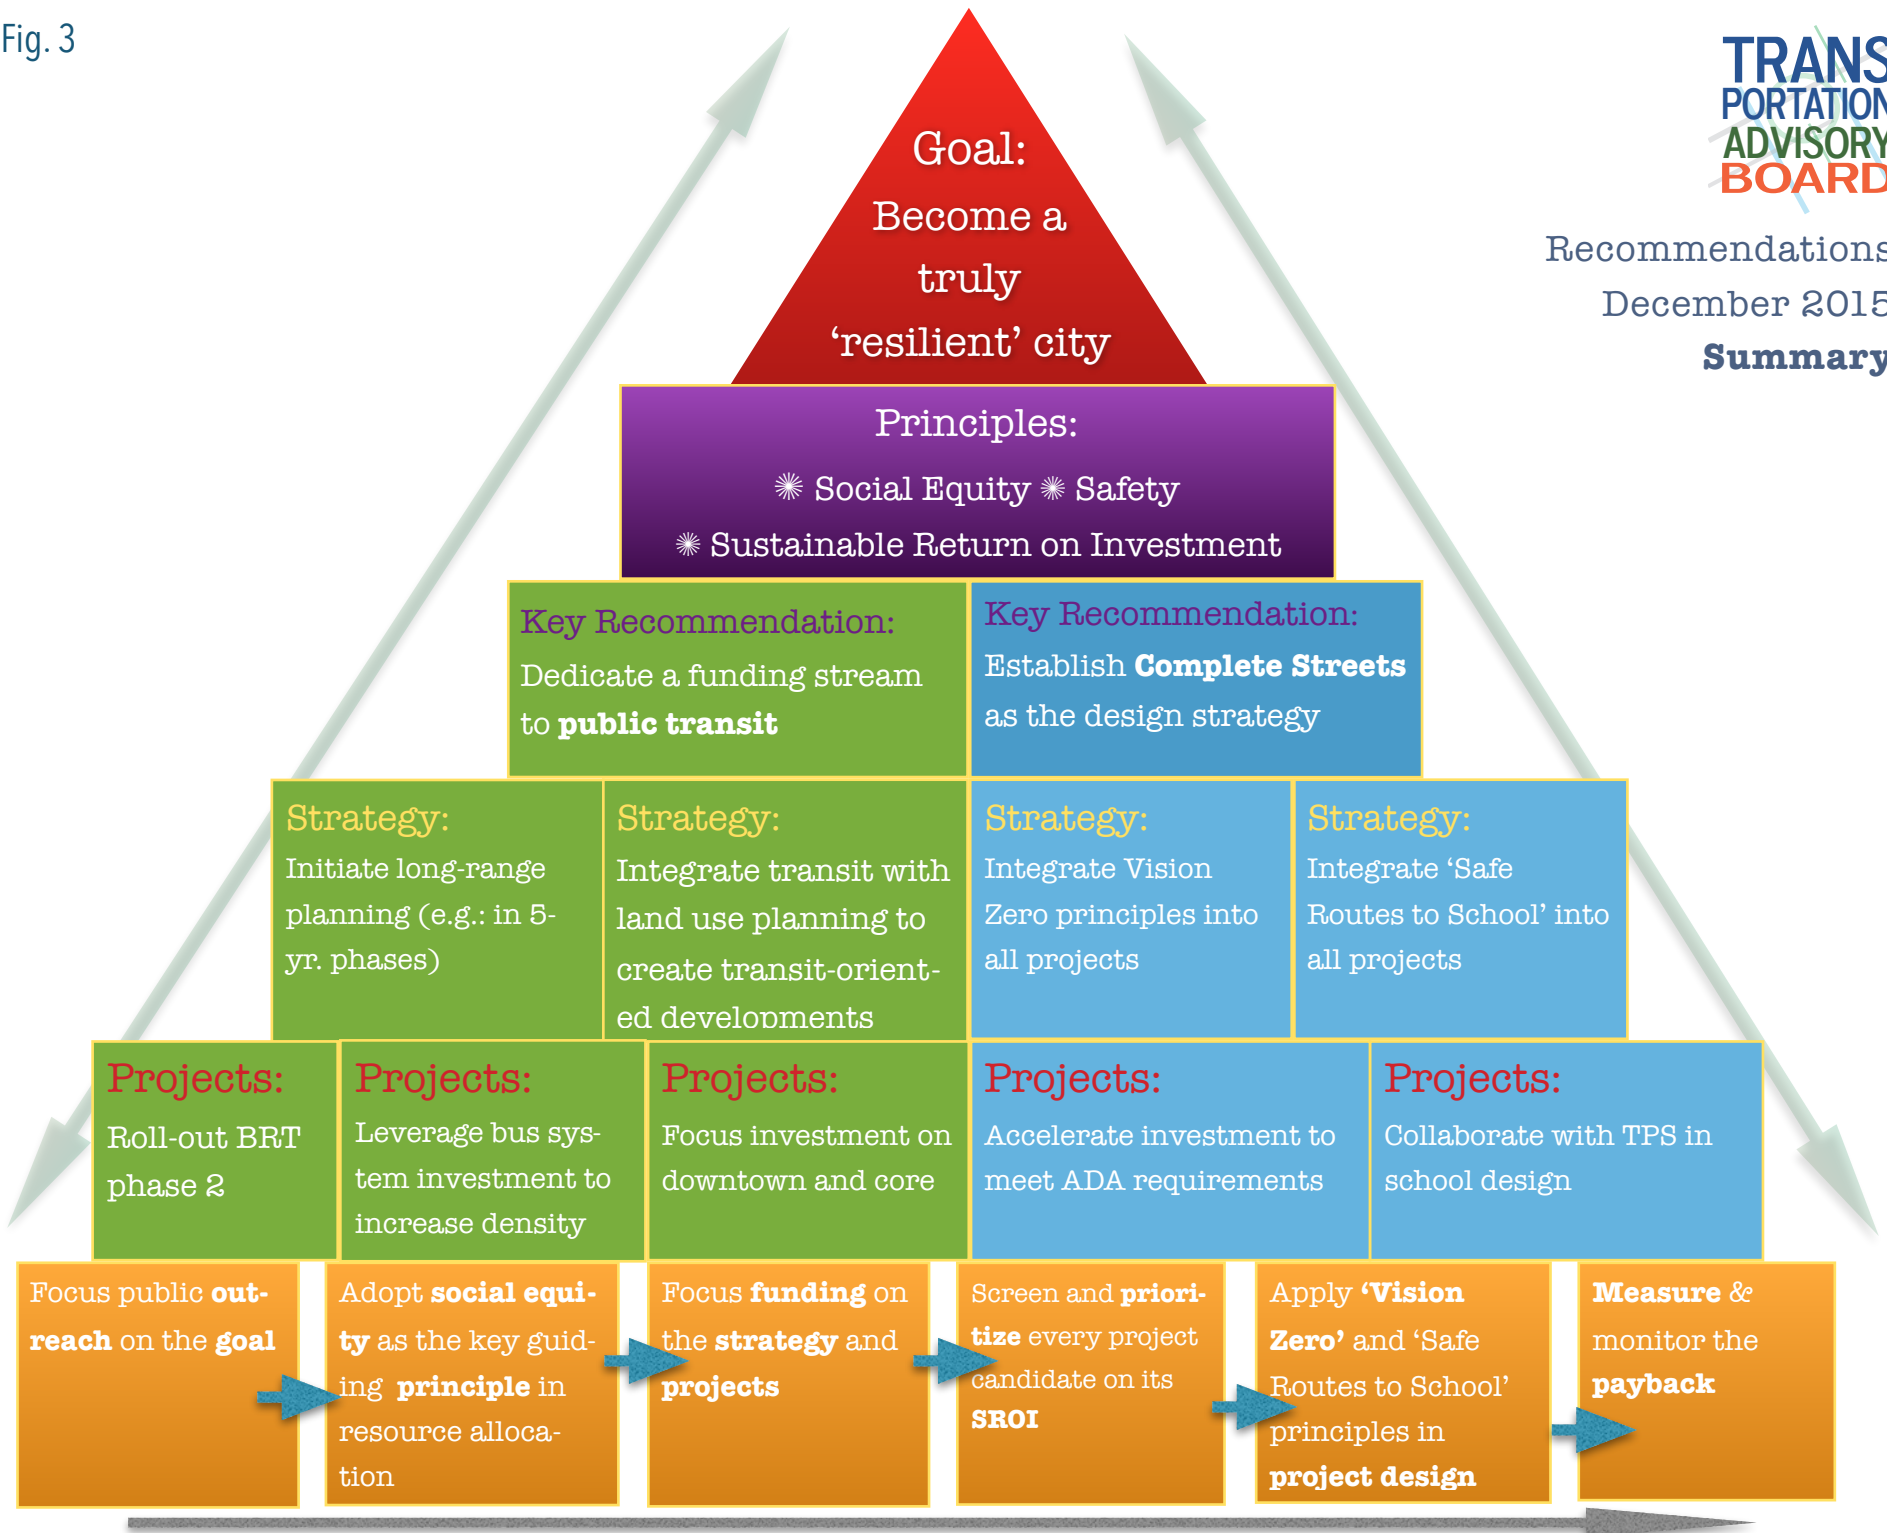 Fig. 3
TRANS
PORTATION
ADVISORY
BOARD
Recommendations
December 2015
Summary
Goal:
Become a
truly
‘resilient’ city
Principles:
✺ Social Equity ✺ Safety
✺ Sustainable Return on Investment
Key Recommendation:
Dedicate a funding stream
to public transit
Key Recommendation:
Establish Complete Streets
as the design strategy
Strategy:
Initiate long-range
planning (e.g.: in 5-
yr. phases)
Strategy:
Integrate transit with
land use planning to
create transit-orient-
ed developments
Strategy:
Integrate Vision
Zero principles into
all projects
Strategy:
Integrate ‘Safe
Routes to School’ into
all projects
Projects:
Roll-out BRT
phase 2
Projects:
Leverage bus sys-
tem investment to
increase density
Projects:
Focus investment on
downtown and core
Projects:
Accelerate investment to
meet ADA requirements
Projects:
Collaborate with TPS in
school design
Focus public out-
reach on the goal
Adopt social equi-
ty as the key guid-
ing principle in
resource alloca-
tion
Focus funding on
the strategy and
projects
Screen and priori-
tize every project
candidate on its
SROI
Apply ‘Vision
Zero’ and ‘Safe
Routes to School’
principles in
project design
Measure &
monitor the
payback